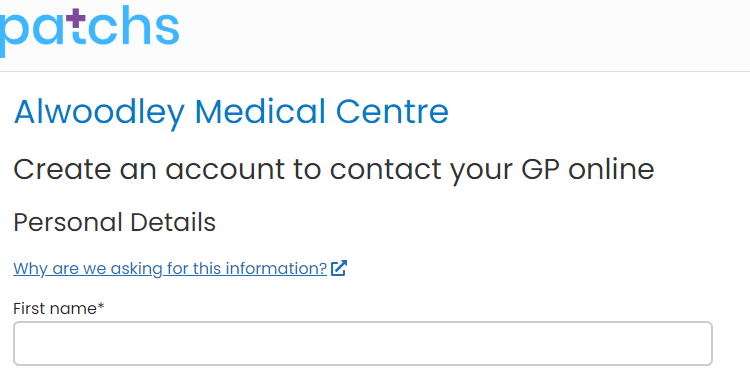 patchs
Alwoodley Medical Centre
Create an account to contact your GP online
Personal Details
Why are we asking for this information?
First name*